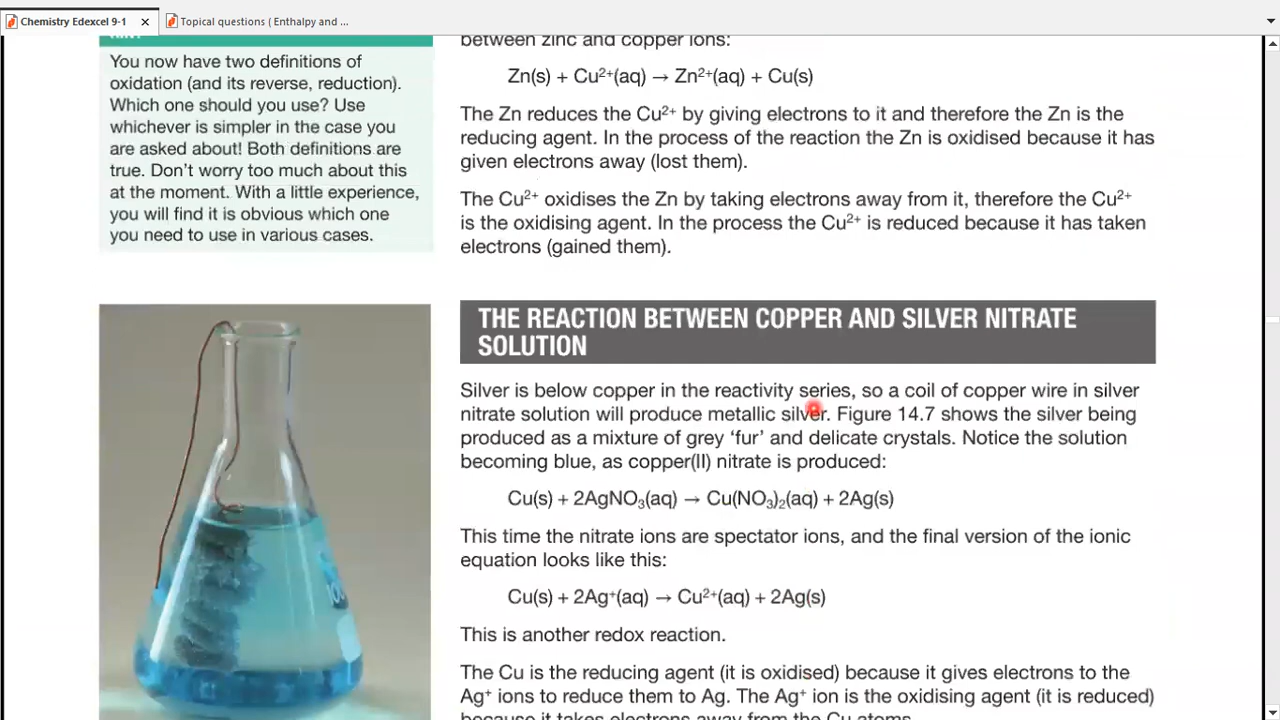 Chemistry Edexcel 9-1
Topical questions ( Enthalpy and ...
HINT
You now have two definitions of
oxidation (and its reverse, reduction).
Which one should you use? Use
whichever is simpler in the case you
are asked about! Both definitions are
true. Don't worry too much about this
at the moment. With a little experience,
you will find it is obvious which one
you need to use in various cases.
between zinc and copper ions:
Zn(s) + Cu²⁺(aq) → Zn²⁺(aq) + Cu(s)
The Zn reduces the Cu²⁺ by giving electrons to it and therefore the Zn is the
reducing agent. In the process of the reaction the Zn is oxidised because it has
given electrons away (lost them).
The Cu²⁺ oxidises the Zn by taking electrons away from it, therefore the Cu²⁺
is the oxidising agent. In the process the Cu²⁺ is reduced because it has taken
electrons (gained them).
THE REACTION BETWEEN COPPER AND SILVER NITRATE
SOLUTION
Silver is below copper in the reactivity series, so a coil of copper wire in silver
nitrate solution will produce metallic silver. Figure 14.7 shows the silver being
produced as a mixture of grey 'fur' and delicate crystals. Notice the solution
becoming blue, as copper(II) nitrate is produced:
Cu(s) + 2AgNO₃(aq) → Cu(NO₃)₂(aq) + 2Ag(s)
This time the nitrate ions are spectator ions, and the final version of the ionic
equation looks like this:
Cu(s) + 2Ag⁺(aq) → Cu²⁺(aq) + 2Ag(s)
This is another redox reaction.
The Cu is the reducing agent (it is oxidised) because it gives electrons to the
Ag⁺ ions to reduce them to Ag. The Ag⁺ ion is the oxidising agent (it is reduced)
because it takes electrons away from the Cu atoms.